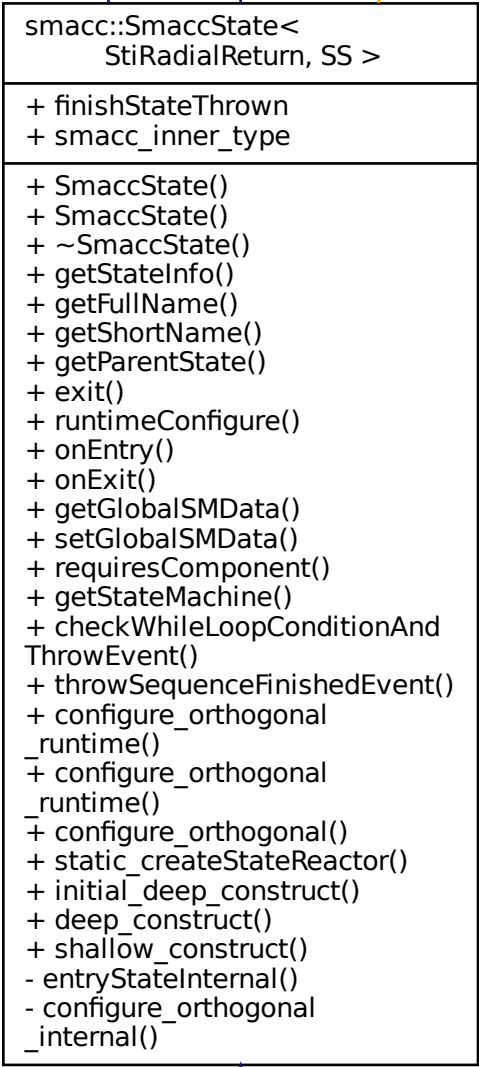 smacc::SmaccState<
StiRadialReturn, SS >
+ finishStateThrown
+ smacc_inner_type
+ SmaccState()
+ SmaccState()
+ ~SmaccState()
+ getStateInfo()
+ getFullName()
+ getShortName()
+ getParentState()
+ exit()
+ runtimeConfigure()
+ onEntry()
+ onExit()
+ getGlobalSMData()
+ setGlobalSMData()
+ requiresComponent()
+ getStateMachine()
+ checkWhileLoopConditionAnd
ThrowEvent()
+ throwSequenceFinishedEvent()
+ configure_orthogonal
_runtime()
+ configure_orthogonal
_runtime()
+ configure_orthogonal()
+ static_createStateReactor()
+ initial_deep_construct()
+ deep_construct()
+ shallow_construct()
- entryStateInternal()
- configure_orthogonal
_internal()